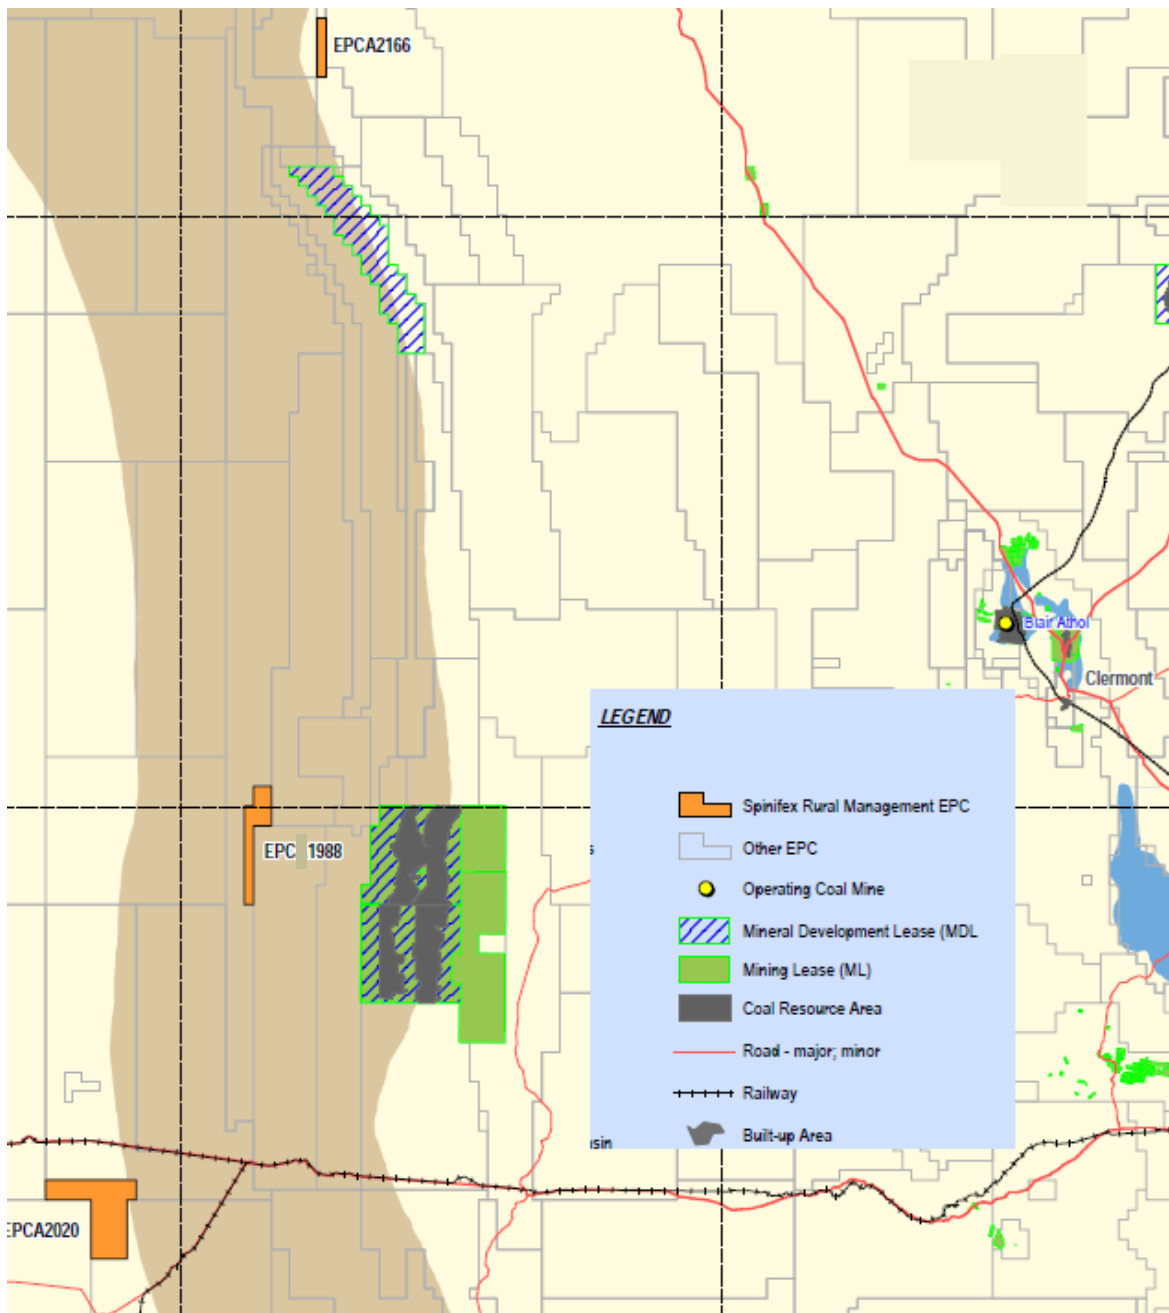 EPCA2166
Blair Athol
Clermont
LEGEND
Spinifex Rural Management EPC
EPC 1988
Other EPC
Operating Coal Mine
Mineral Development Lease (MDL
Mining Lease (ML)
Coal Resource Area
Road - major; minor
Railway
Built-up Area
EPCA2020